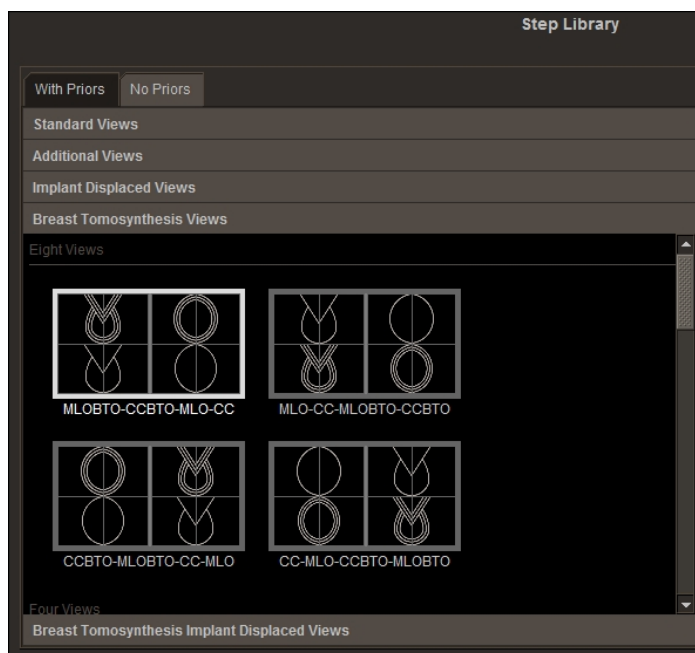 Step Library
With Priors No Priors
Standard Views
Additional Views
Implant Displaced Views
Breast Tomosynthesis Views
Eight Views
MLOBTO-CCBTO-MLO-CC MLO-CC-MLOBTO-CCBTO
CCBTO-MLOBTO-CC-MLO CC-MLO-CCBTO-MLOBTO
Four Views
Breast Tomosynthesis Implant Displaced Views